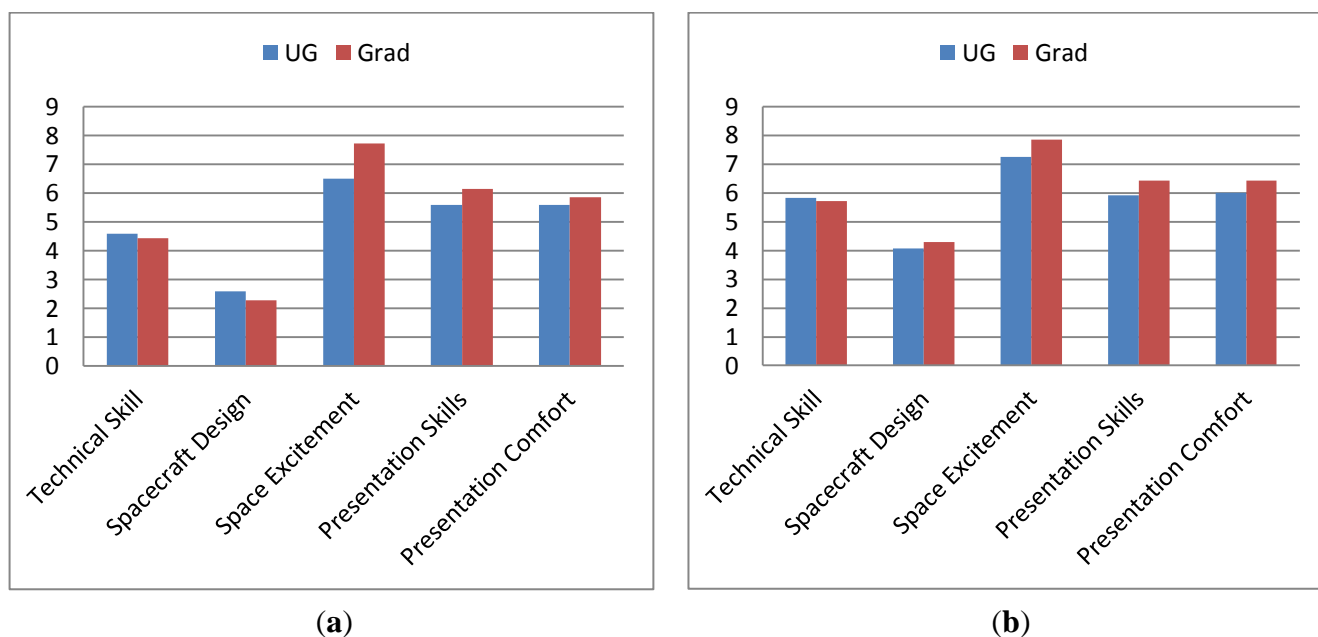 UG Grad
9
8
7
6
5
4
3
2
1
0
Technical Skill
Spacecraft Design
Space Excitement
Presentation Skills
Presentation Comfort
(a)
UG Grad
9
8
7
6
5
4
3
2
1
0
Technical Skill
Spacecraft Design
Space Excitement
Presentation Skills
Presentation Comfort
(b)